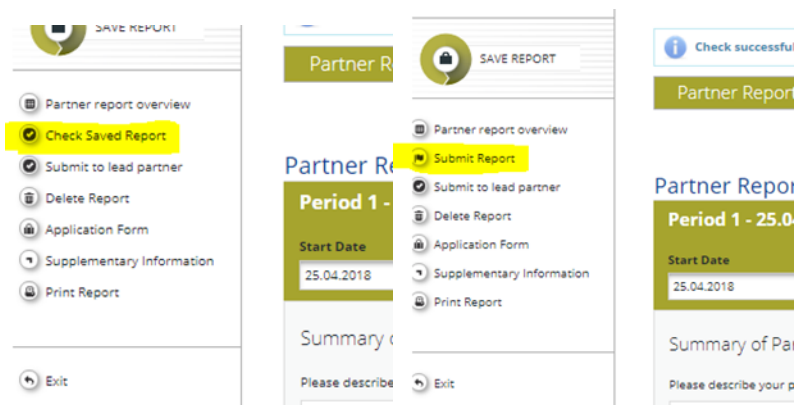 SAVE REPORT
Partner report overview
Check Saved Report
Submit to lead partner
Delete Report
Application Form
Supplementary Information
Print Report
Exit
Partner R
Partner Re
Period 1 -
Start Date
25.04.2018
Summary
Please describe
SAVE REPORT
Partner report overview
Submit Report
Submit to lead partner
Delete Report
Application Form
Supplementary Information
Print Report
Exit
Check successful
Partner Report
Partner Repor
Period 1 - 25.04
Start Date
25.04.2018
Summary of Par
Please describe your p